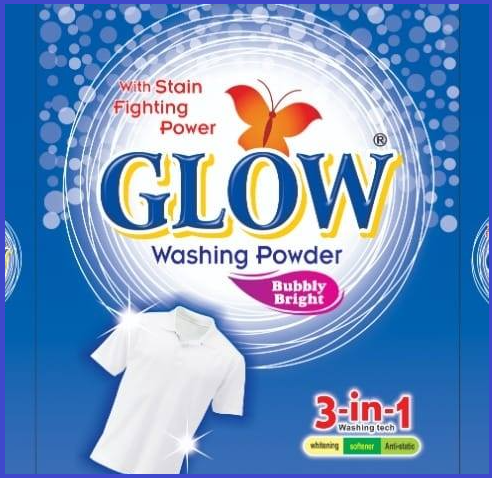 With Stain
Fighting
Power
GLOW®
Washing Powder
Bubbly
Bright
3-in-1
Washing tech
whitening softener Anti-static